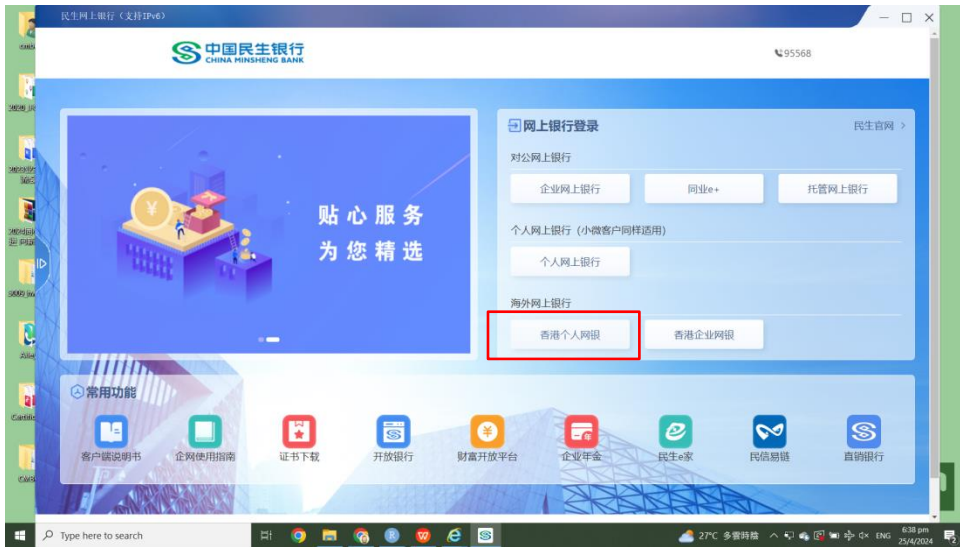 民生网上银行（支持IPv6）
中国民生银行
CHINA MINSHENG BANK
95568
网上银行登录
民生官网
对公网上银行
企业网上银行
同业e+
托管网上银行
个人网上银行（小微客户同样适用）
个人网上银行
海外网上银行
香港个人网银
香港企业网银
贴心服务
为您精选
常用功能
客户端说明书
企网使用指南
证书下载
开放银行
财富开放平台
企业年金
民生e家
民信易链
直销银行
Type here to search
27°C 多雲時陰
ENG
6:38 pm
25/4/2024